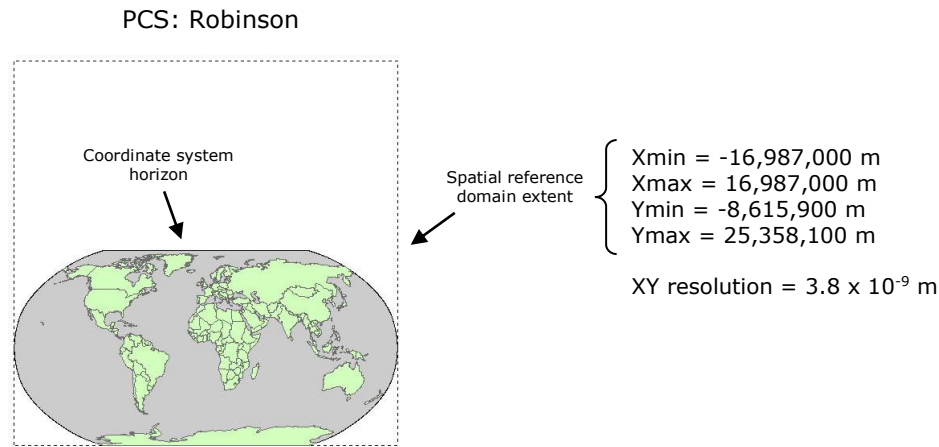 PCS: Robinson
Coordinate system
horizon
Spatial reference
domain extent
Xmin = -16,987,000 m
Xmax = 16,987,000 m
Ymin = -8,615,900 m
Ymax = 25,358,100 m
XY resolution = 3.8 x 10⁻⁹ m